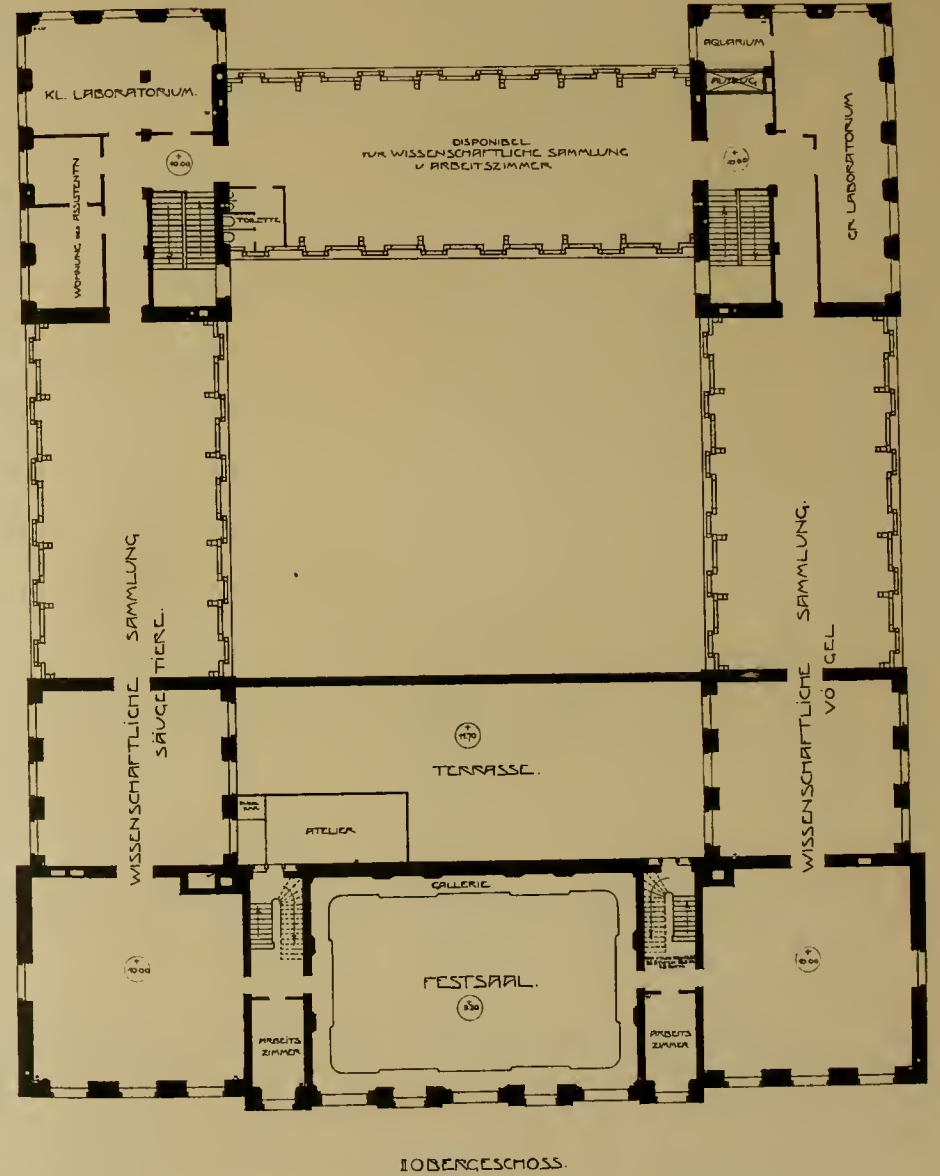 AQUARIUM
KL. LABORATORIUM.
AUFZUG
GR LABORATORIUM
DISPONIBEL
FÜR WISSENSCHAFTLICHE SAMMLUNG
U ARBEITSZIMMER
+
10.00
+
10.00
WOHNUNG DES ASSISTENTN
TOILETTE
WISSENSCHAFTLICHE SAMMLUNG
SÄUGETIERE.
WISSENSCHAFTLICHE SAMMLUNG.
VÖGEL
+
11.70
TERRASSE.
ATELIER
GALLERIE
+
10.00
FESTSAAL.
+
+
10.00
ARBEITS
ZIMMER
ARBEITS
ZIMMER
II OBERGESCHOSS.